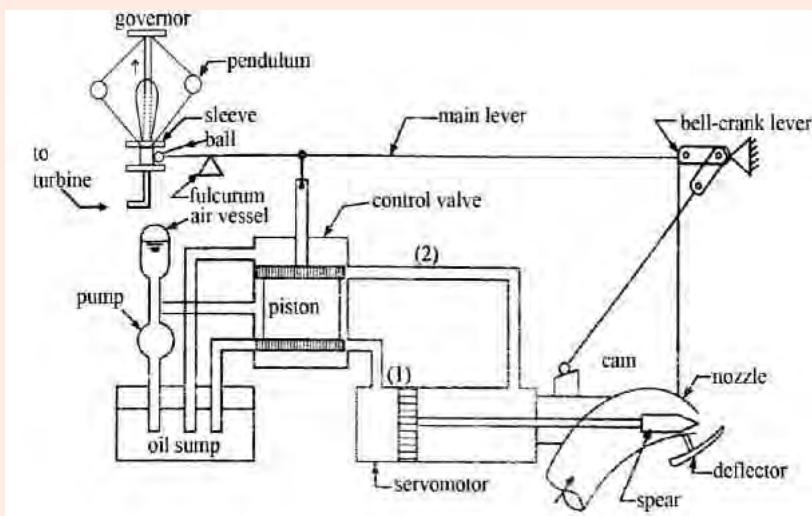 governor
pendulum
sleeve
ball
to
turbine
fulcurum
air vessel
main lever
bell-crank lever
control valve
(2)
pump
piston
(1)
cam
nozzle
oil sump
servomotor
deflector
spear